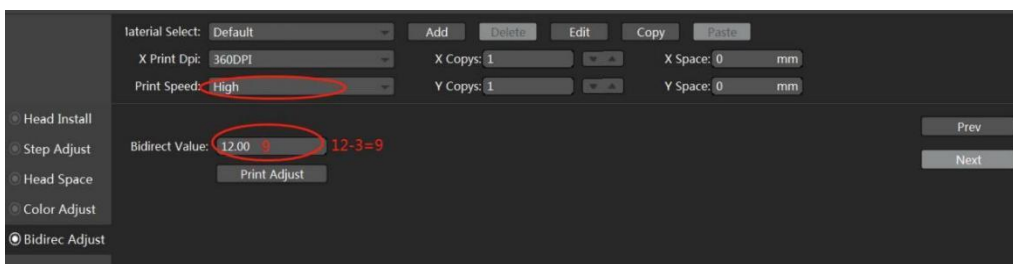 laterial Select: Default Add Delete Edit Copy Paste
X Print Dpi: 360DPI X Copys: 1 X Space: 0 mm
Print Speed: High Y Copys: 1 Y Space: 0 mm
Head Install
Step Adjust
Head Space
Color Adjust
Bidirec Adjust
Bidirect Value: 12.00 9 12-3=9
Print Adjust
Prev
Next